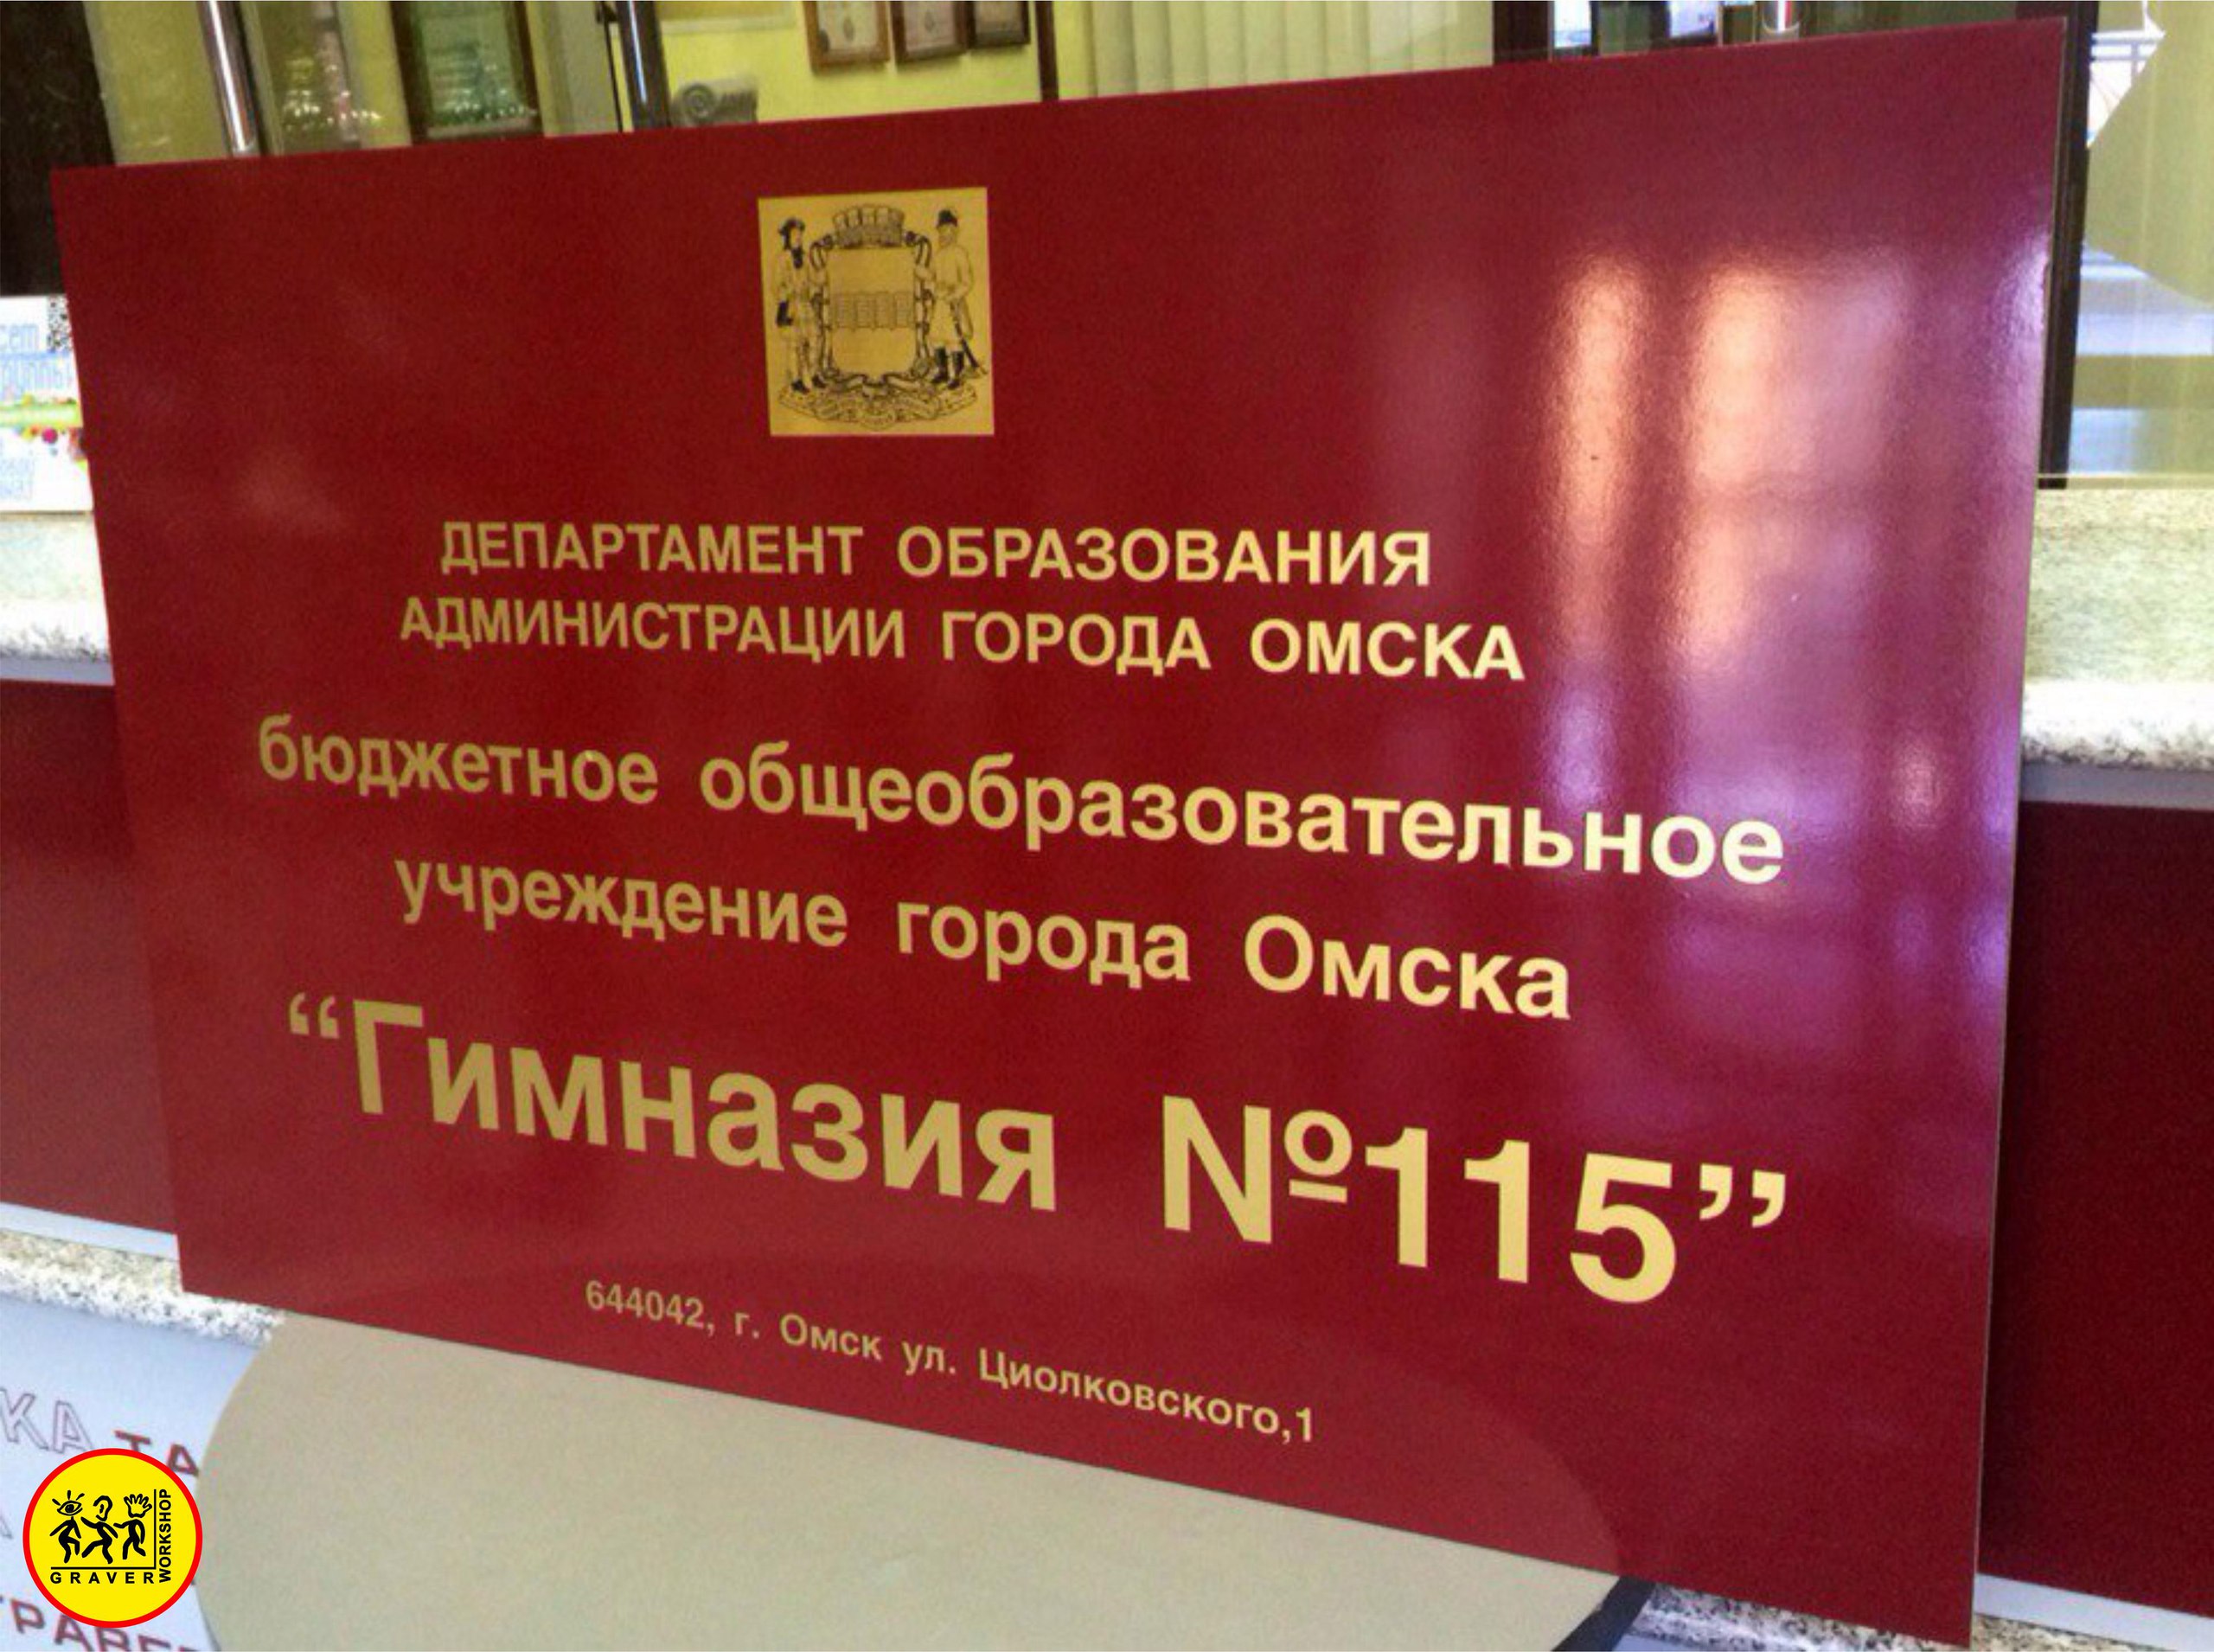 ДЕПАРТАМЕНТ ОБРАЗОВАНИЯ
АДМИНИСТРАЦИИ ГОРОДА ОМСКА
бюджетное общеобразовательное
учреждение города Омска
“Гимназия №115”
644042, г. Омск ул. Циолковского,1
GRAVER
WORKSHOP